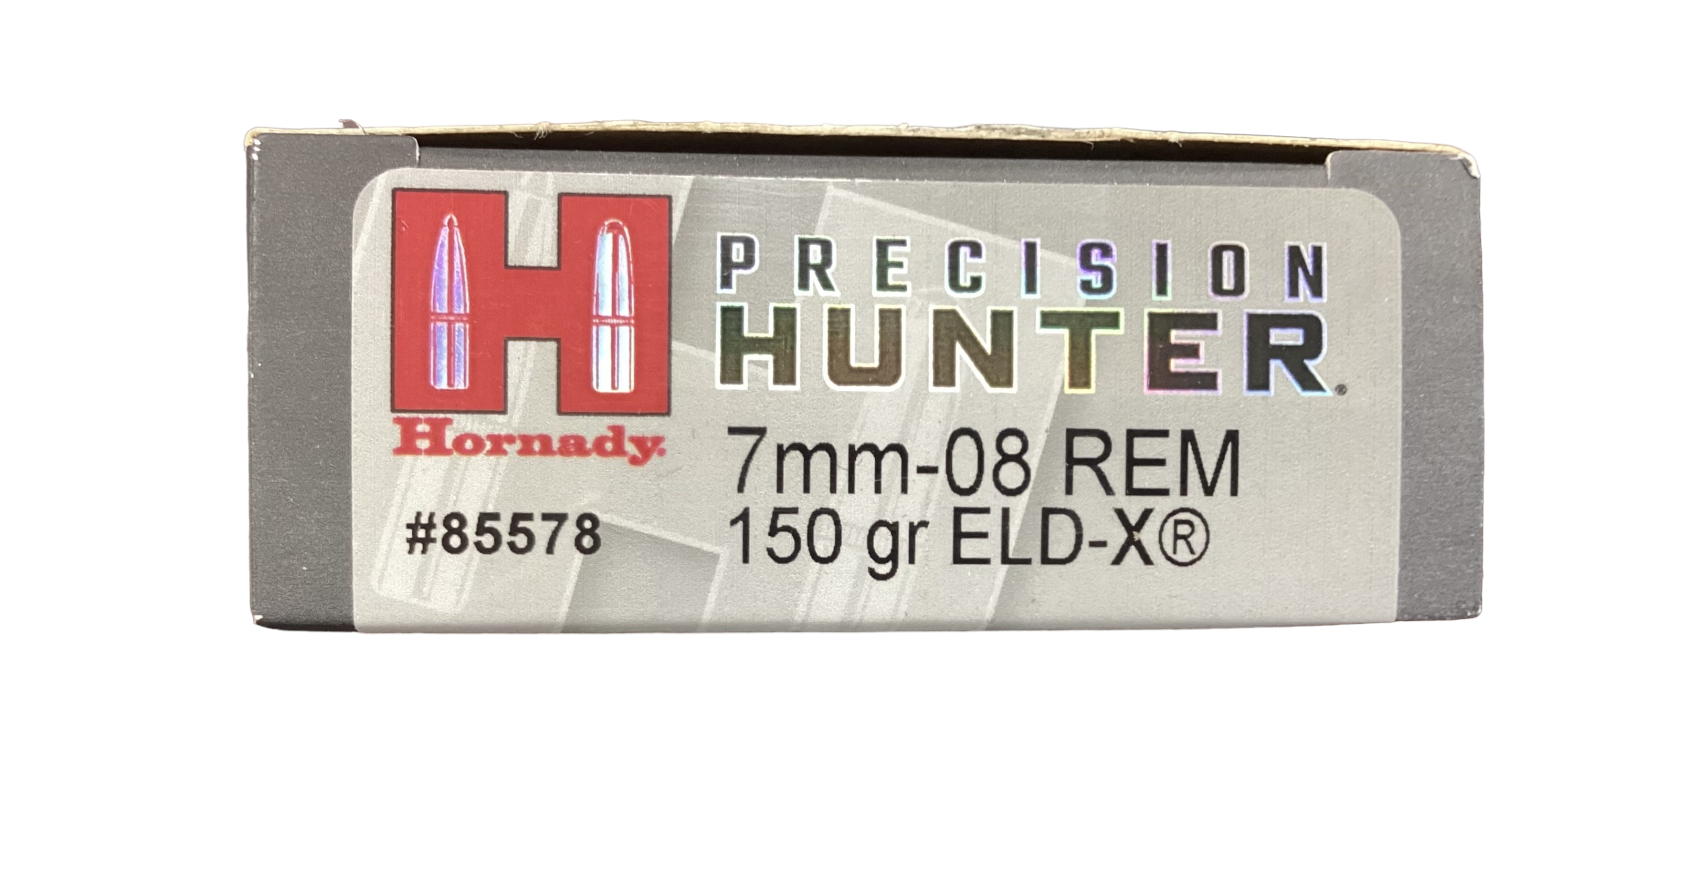 PRECISION
HUNTER®
Hornady.
7mm-08 REM
#85578
150 gr ELD-X®